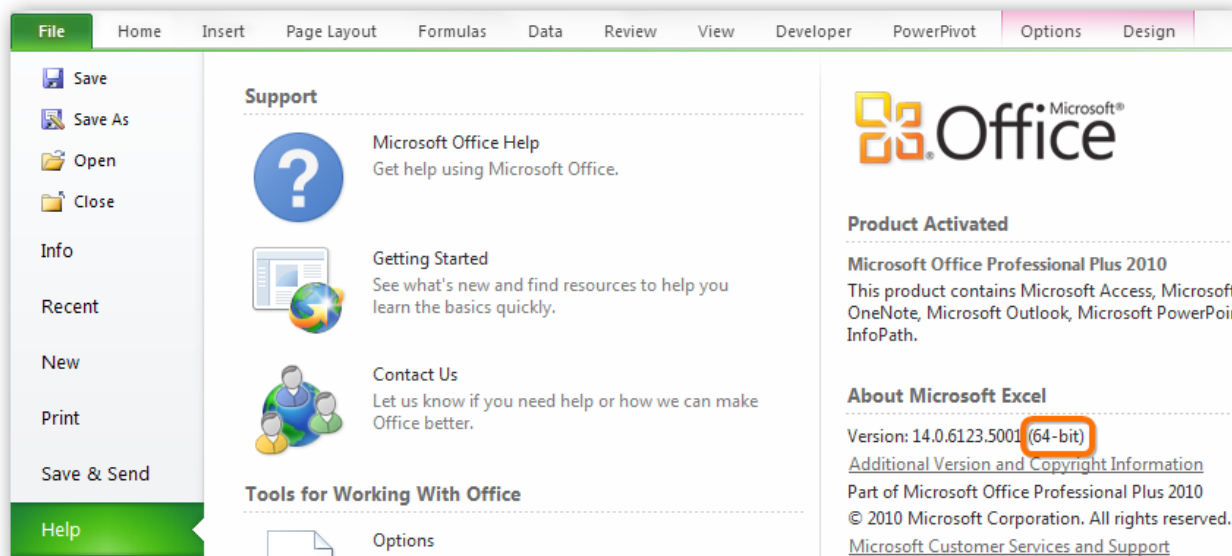 File Home Insert Page Layout Formulas Data Review View Developer PowerPivot Options Design
Save
Save As
Open
Close
Info
Recent
New
Print
Save & Send
Help
Support
Microsoft Office Help
Get help using Microsoft Office.
Getting Started
See what's new and find resources to help you
learn the basics quickly.
Contact Us
Let us know if you need help or how we can make
Office better.
Tools for Working With Office
Options
Microsoft®
Office
Product Activated
Microsoft Office Professional Plus 2010
This product contains Microsoft Access, Microsoft
OneNote, Microsoft Outlook, Microsoft
InfoPath.
About Microsoft Excel
Version: 14.0.6123.5001 (64-bit)
Additional Version and Copyright Information
Part of Microsoft Office Professional Plus 2010
© 2010 Microsoft Corporation. All rights reserved.
Microsoft Customer Services and Support